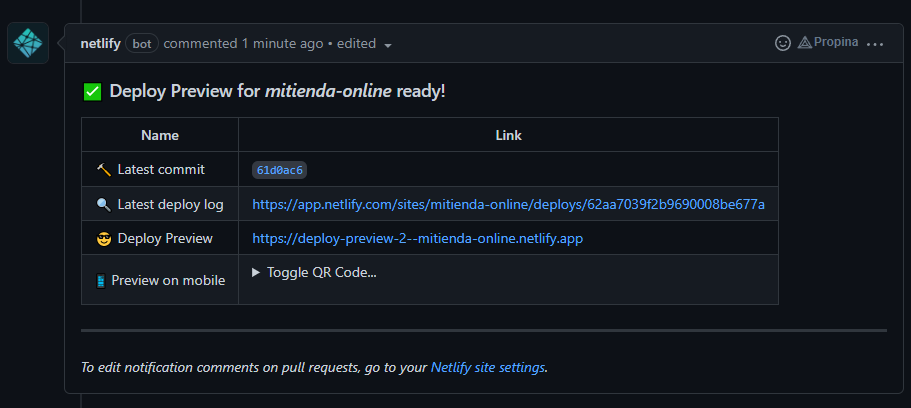 netlify bot commented 1 minute ago • edited Propina
✅ Deploy Preview for mitienda-online ready!
Name Link
🔨 Latest commit 61d0ac6
🔍 Latest deploy log https://app.netlify.com/sites/mitienda-online/deploys/62aa7039f2b9690008be677a
😎 Deploy Preview https://deploy-preview-2--mitienda-online.netlify.app
📱 Preview on mobile Toggle QR Code...
To edit notification comments on pull requests, go to your Netlify site settings.